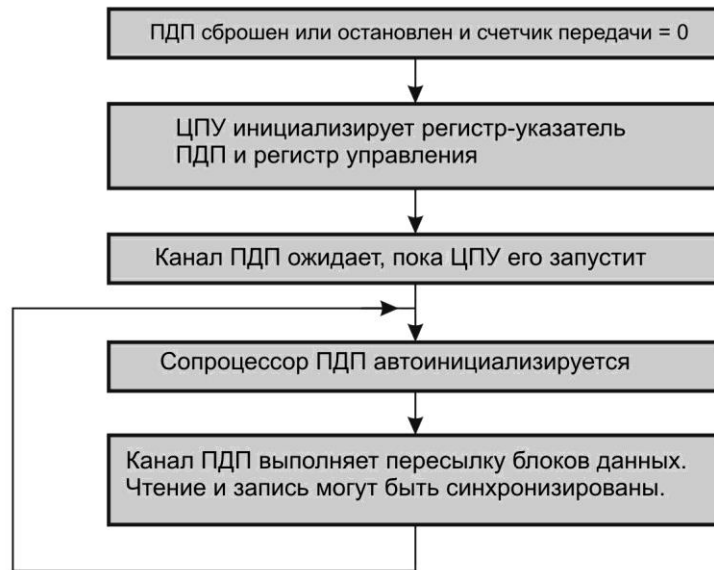 ПДП сброшен или остановлен и счетчик передачи = 0
ЦПУ инициализирует регистр-указатель
ПДП и регистр управления
Канал ПДП ожидает, пока ЦПУ его запустит
Сопроцессор ПДП автоинициализируется
Канал ПДП выполняет пересылку блоков данных.
Чтение и запись могут быть синхронизированы.